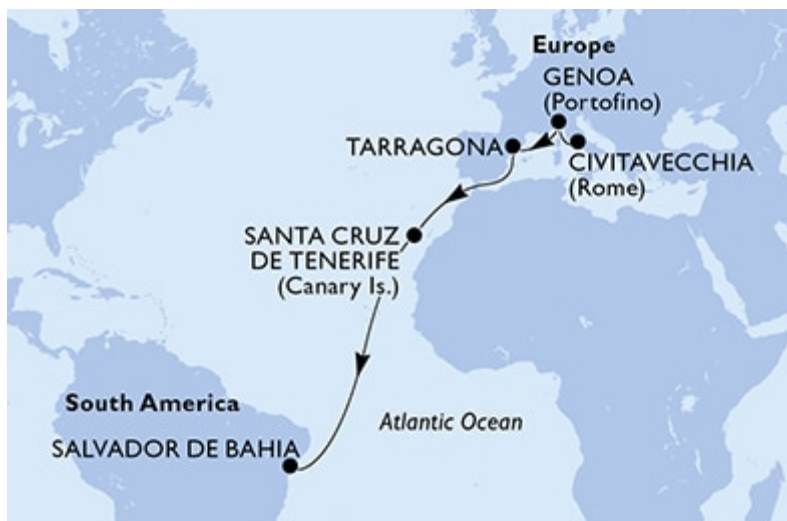 Europe
GENOA
(Portofino)
TARRAGONA
CIVITAVECCHIA
(Rome)
SANTA CRUZ
DE TENERIFE
(Canary Is.)
South America
Atlantic Ocean
SALVADOR DE BAHIA